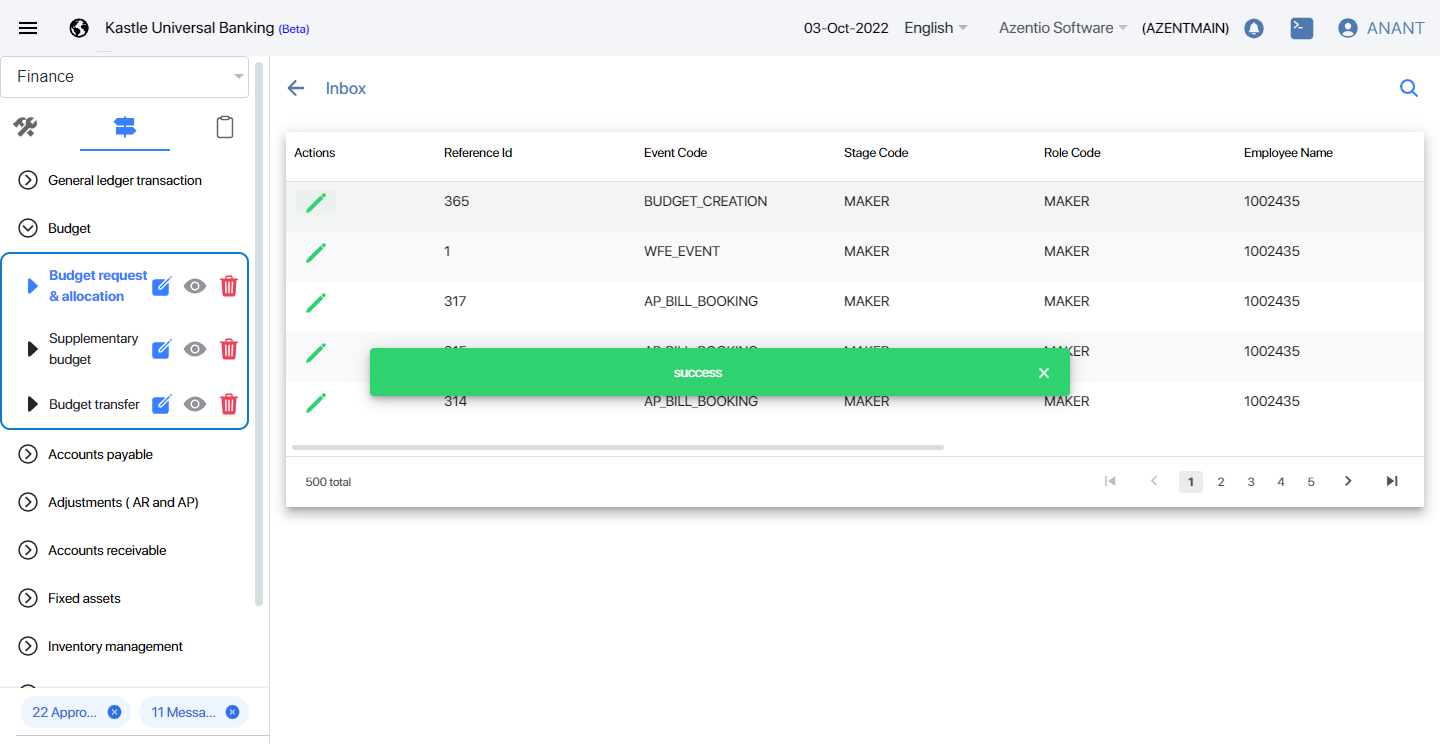 Kastle Universal Banking (Beta)
03-Oct-2022
English
Azentio Software
(AZENTMAIN)
ANANT
Finance
General ledger transaction
Budget
Budget request
& allocation
Supplementary
budget
Budget transfer
Accounts payable
Adjustments ( AR and AP)
Accounts receivable
Fixed assets
Inventory management
22 Appro...
11 Messa...
Inbox
Actions Reference Id Event Code Stage Code Role Code Employee Name
365 BUDGET_CREATION MAKER MAKER 1002435
1 WFE_EVENT MAKER MAKER 1002435
317 AP_BILL_BOOKING MAKER MAKER 1002435
1002435
success
314 AP_BILL_BOOKING MAKER MAKER 1002435
500 total
1 2 3 4 5